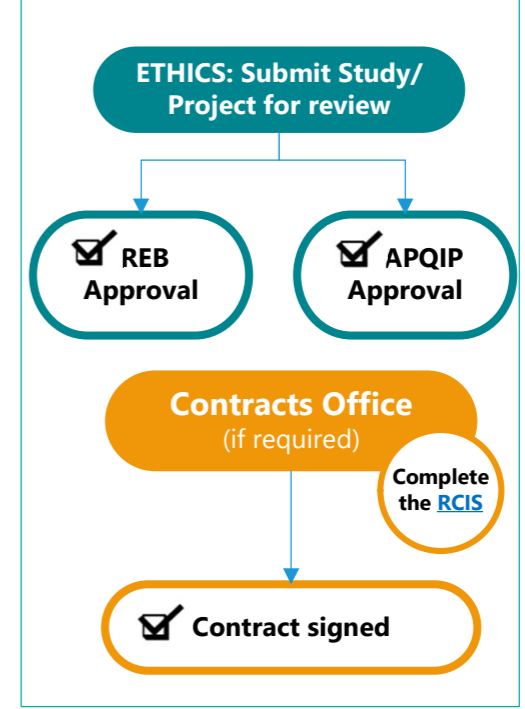 ETHICS: Submit Study/
Project for review
REB
Approval
APQIP
Approval
Contracts Office
(if required)
Complete
the RCIS
Contract signed